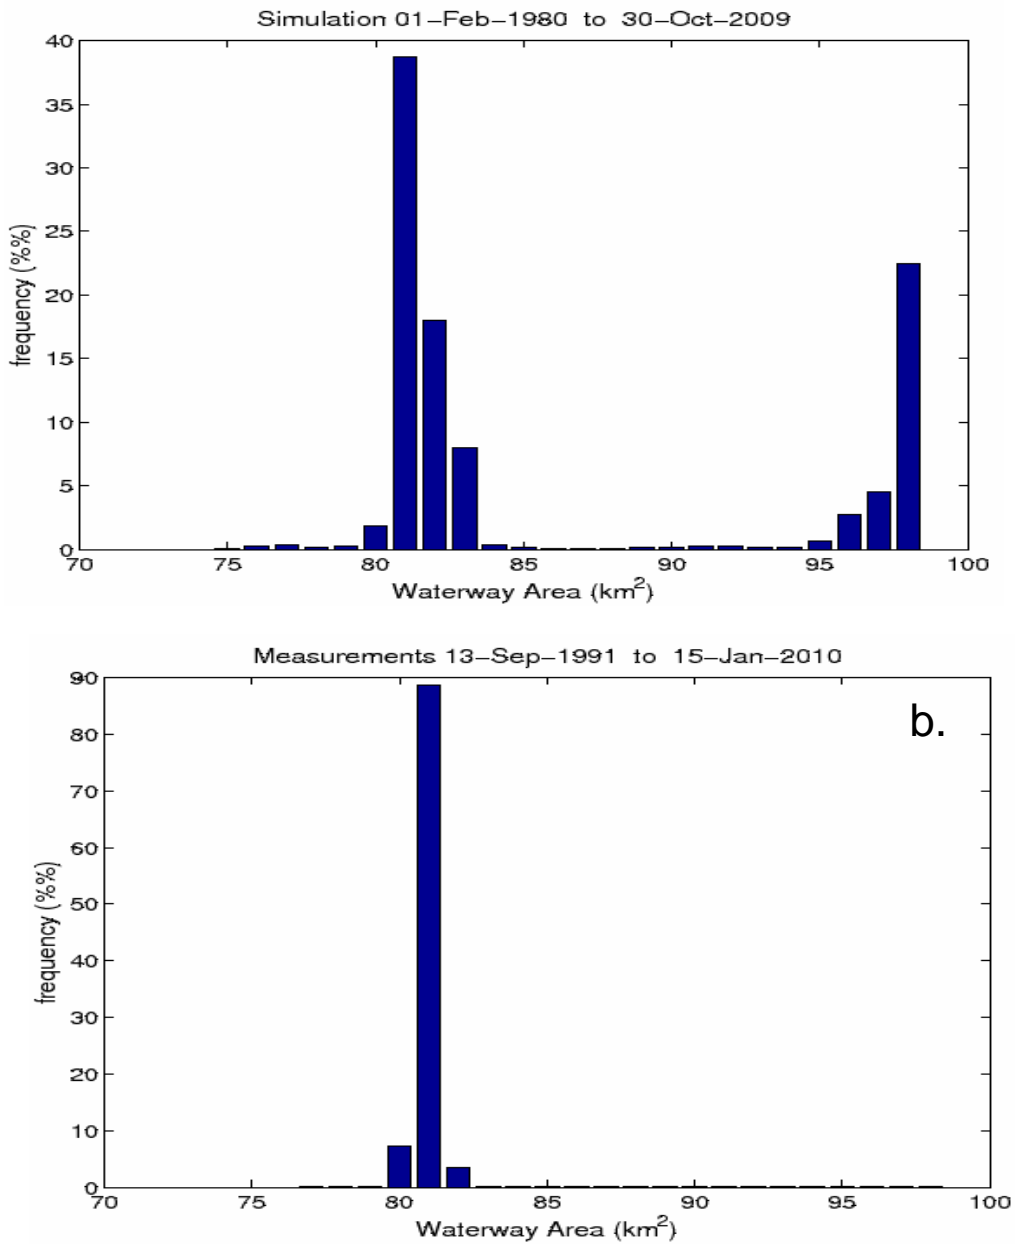 Simulation 01-Feb-1980 to 30-Oct-2009
40
35
30
25
20
15
10
5
0
frequency (%%)
70 75 80 85 90 95 100
Waterway Area (km²)
Measurements 13-Sep-1991 to 15-Jan-2010
b.
90
80
70
60
50
40
30
20
10
0
frequency (%%)
70 75 80 85 90 95 100
Waterway Area (km²)